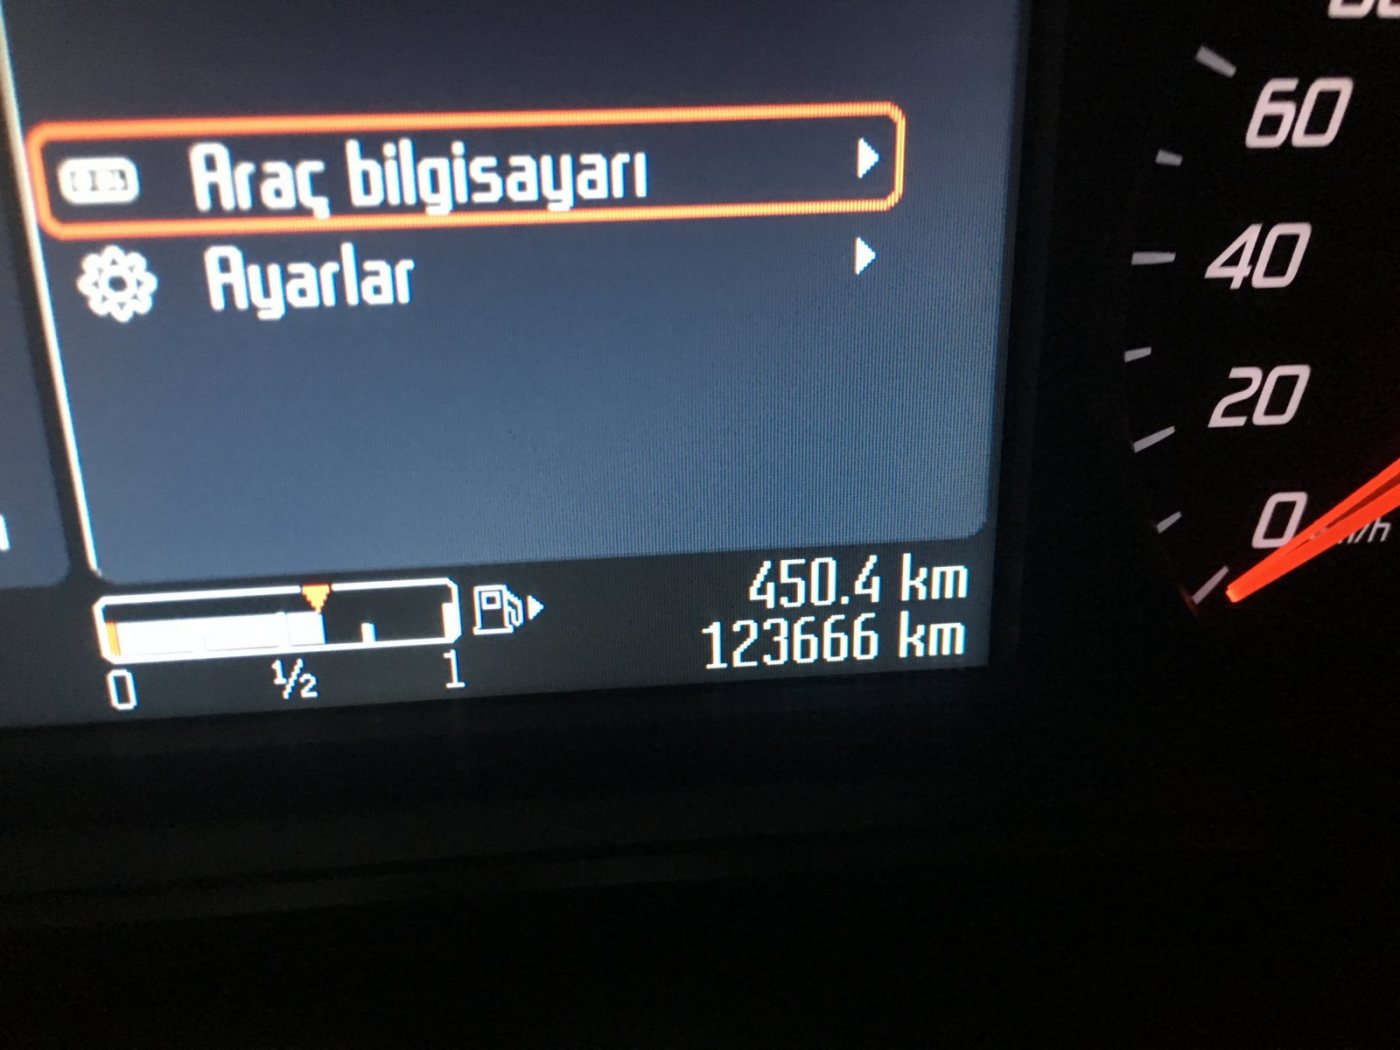 Araç bilgisayarı
Ayarlar
450.4 km
123666 km
0 1/2 1
60
40
20
0